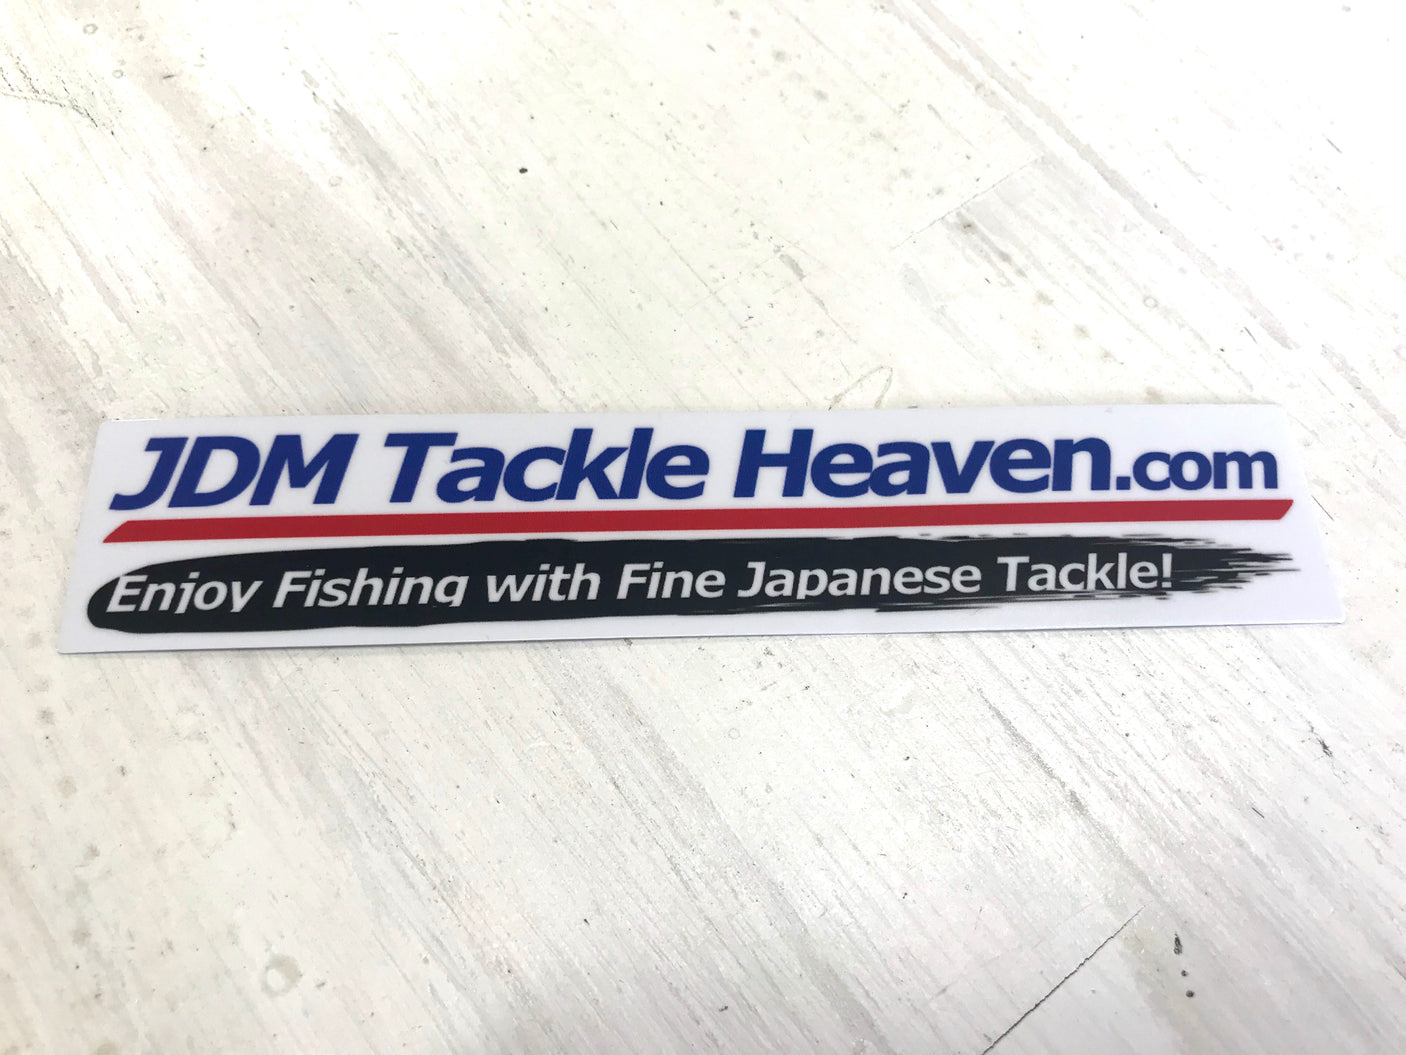 JDM Tackle Heaven.com
Enjoy Fishing with Fine Japanese Tackle!